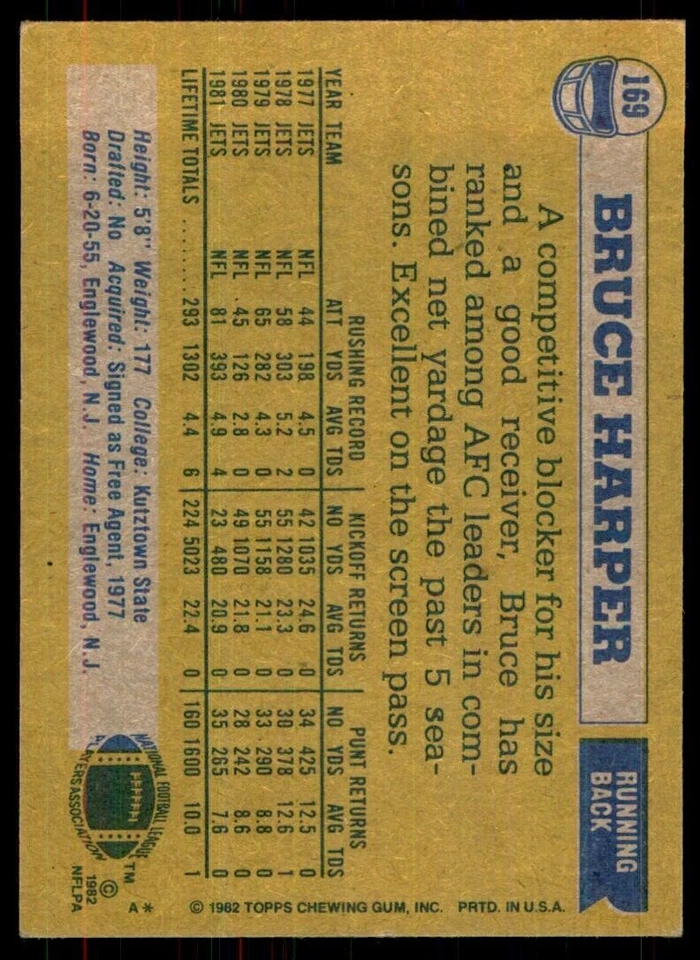 169
BRUCE HARPER
RUNNING
BACK
A competitive blocker for his size
and a good receiver, Bruce has
ranked among AFC leaders in com-
bined net yardage the past 5 sea-
sons. Excellent on the screen pass.
RUSHING RECORD KICKOFF RETURNS PUNT RETURNS
YEAR TEAM ATT YDS AVG TDS NO YDS AVG TDS NO YDS AVG TDS
1977 JETS NFL 44 198 4.5 0 42 1035 24.6 0 34 425 12.5 0
1978 JETS NFL 58 303 5.2 2 55 1280 23.3 0 30 378 12.6 1
1979 JETS NFL 65 282 4.3 0 55 1158 21.1 0 33 290 8.8 0
1980 JETS NFL 45 126 2.8 0 49 1070 21.8 0 28 242 8.6 0
1981 JETS NFL 81 393 4.9 4 23 480 20.9 0 35 265 7.6 0
LIFETIME TOTALS ........ 293 1302 4.4 6 224 5023 22.4 0 160 1600 10.0 1
Height: 5'8" Weight: 177 College: Kutztown State
Drafted: No Acquired: Signed as Free Agent, 1977
Born: 6-20-55, Englewood, N.J. Home: Englewood, N.J.
NATIONAL FOOTBALL LEAGUE
PLAYERS ASSOCIATION
TM
©
1982
NFLPA
A*
© 1982 TOPPS CHEWING GUM, INC. PRTD. IN U.S.A.